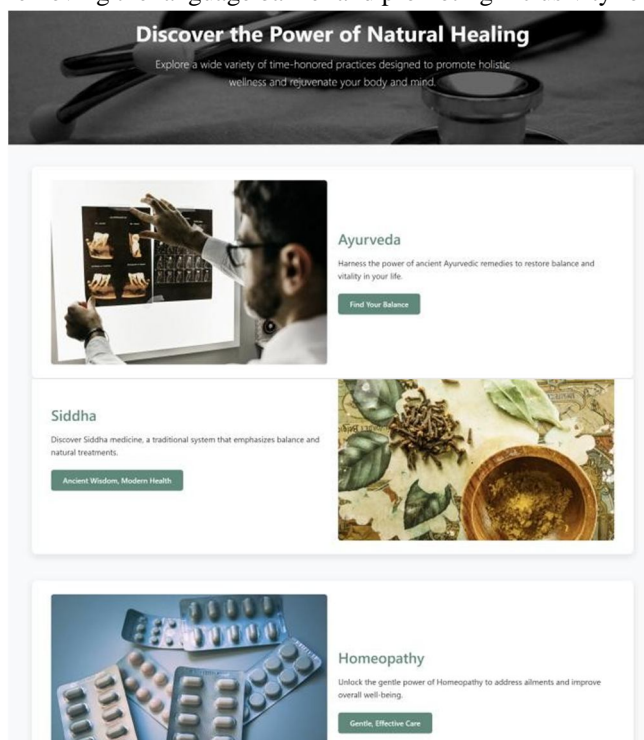 Discover the Power of Natural Healing
Explore a wide variety of time-honored practices designed to promote holistic
wellness and rejuvenate your body and mind.
Ayurveda
Harness the power of ancient Ayurvedic remedies to restore balance and
vitality in your life.
Find Your Balance
Siddha
Discover Siddha medicine, a traditional system that emphasizes balance and
natural treatments.
Ancient Wisdom, Modern Health
Homeopathy
Unlock the gentle power of Homeopathy to address ailments and improve
overall well-being.
Gentle, Effective Care